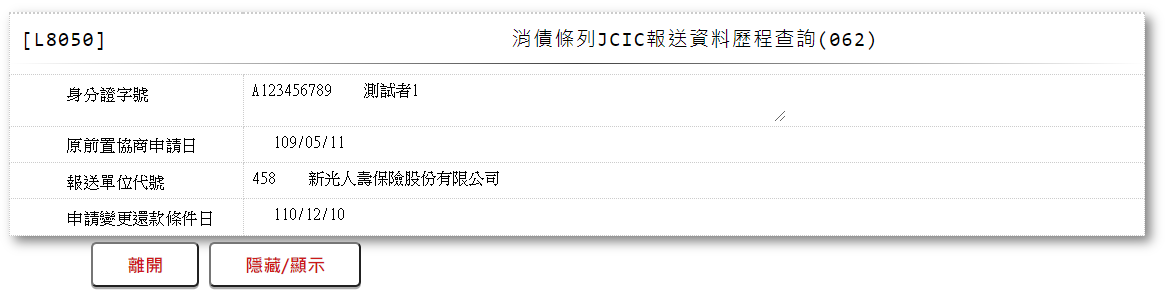 [L8050] 消債條列JCIC報送資料歷程查詢(062)
身分證字號 A123456789 測試者1
原前置協商申請日 109/05/11
報送單位代號 458 新光人壽保險股份有限公司
申請變更還款條件日 110/12/10
離開 隱藏/顯示